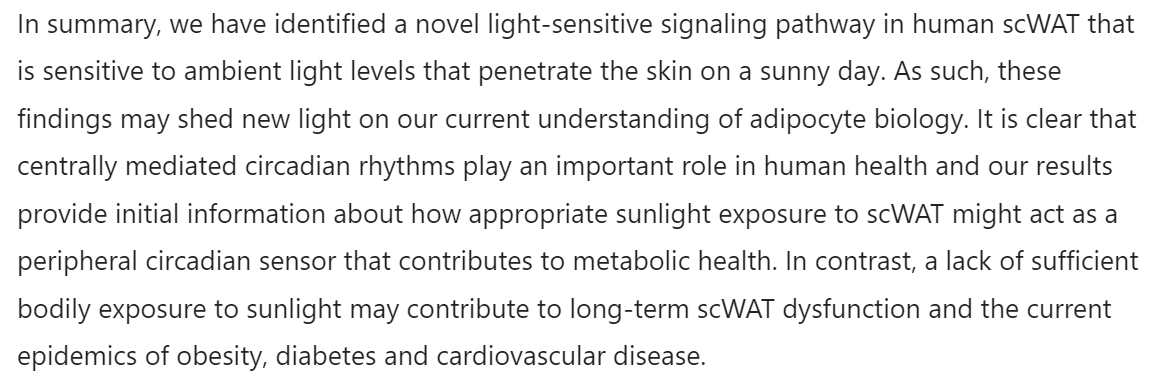 In summary, we have identified a novel light-sensitive signaling pathway in human scWAT that
is sensitive to ambient light levels that penetrate the skin on a sunny day. As such, these
findings may shed new light on our current understanding of adipocyte biology. It is clear that
centrally mediated circadian rhythms play an important role in human health and our results
provide initial information about how appropriate sunlight exposure to scWAT might act as a
peripheral circadian sensor that contributes to metabolic health. In contrast, a lack of sufficient
bodily exposure to sunlight may contribute to long-term scWAT dysfunction and the current
epidemics of obesity, diabetes and cardiovascular disease.